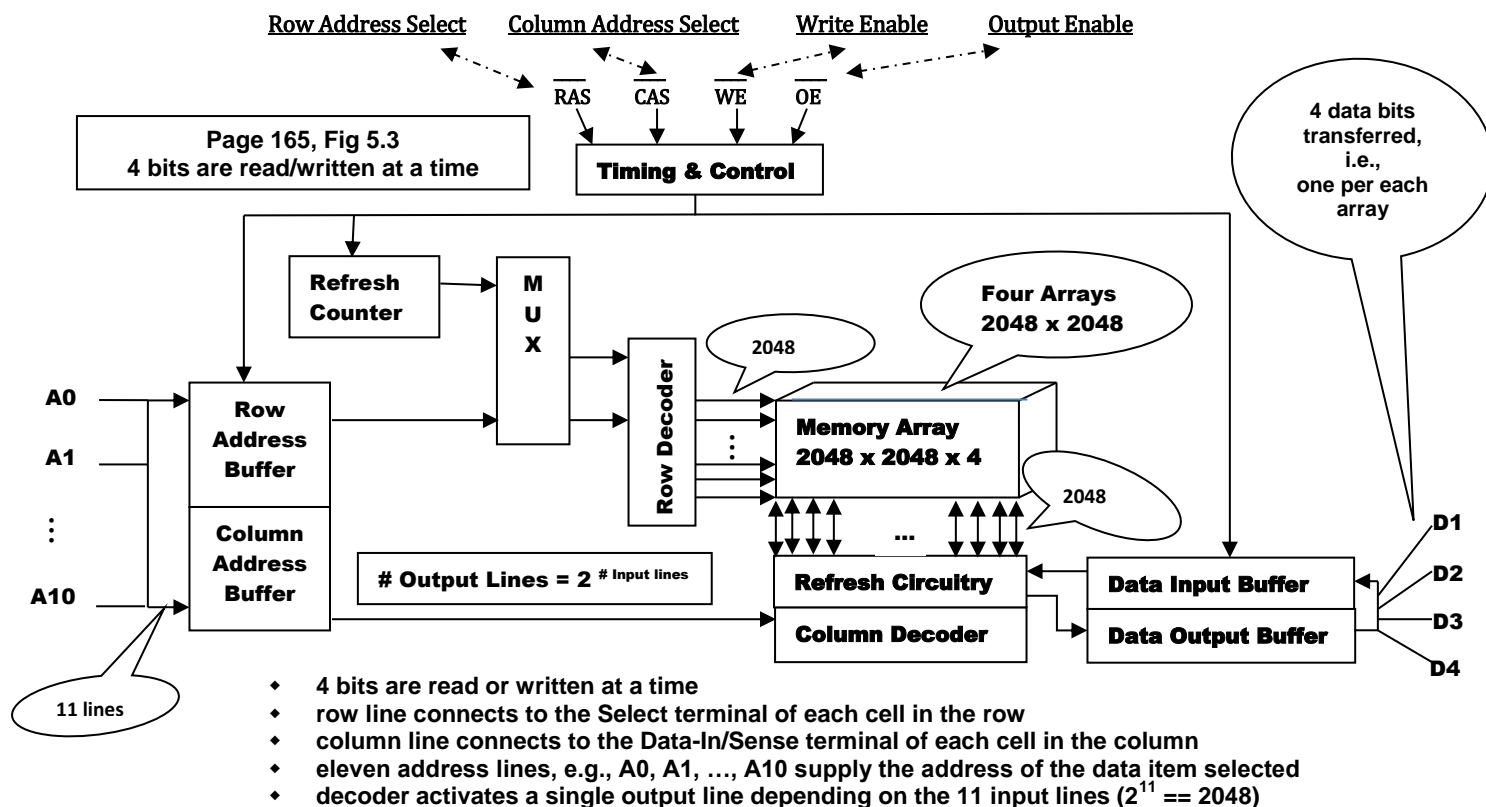 Row Address Select Column Address Select Write Enable Output Enable
RAS CAS WE OE
Page 165, Fig 5.3
4 bits are read/written at a time
Timing & Control
4 data bits
transferred,
i.e.,
one per each
array
Refresh
Counter
M
U
X
Four Arrays
2048 x 2048
2048
Row Decoder
A0
A1
⋮
A10
Row
Address
Buffer
Column
Address
Buffer
⋮
Memory Array
2048 x 2048 x 4
2048
...
# Output Lines = 2 # Input lines
Refresh Circuitry
Column Decoder
Data Input Buffer
Data Output Buffer
D1
D2
D3
D4
11 lines
◆ 4 bits are read or written at a time
◆ row line connects to the Select terminal of each cell in the row
◆ column line connects to the Data-In/Sense terminal of each cell in the column
◆ eleven address lines, e.g., A0, A1, …, A10 supply the address of the data item selected
◆ decoder activates a single output line depending on the 11 input lines (2¹¹ == 2048)